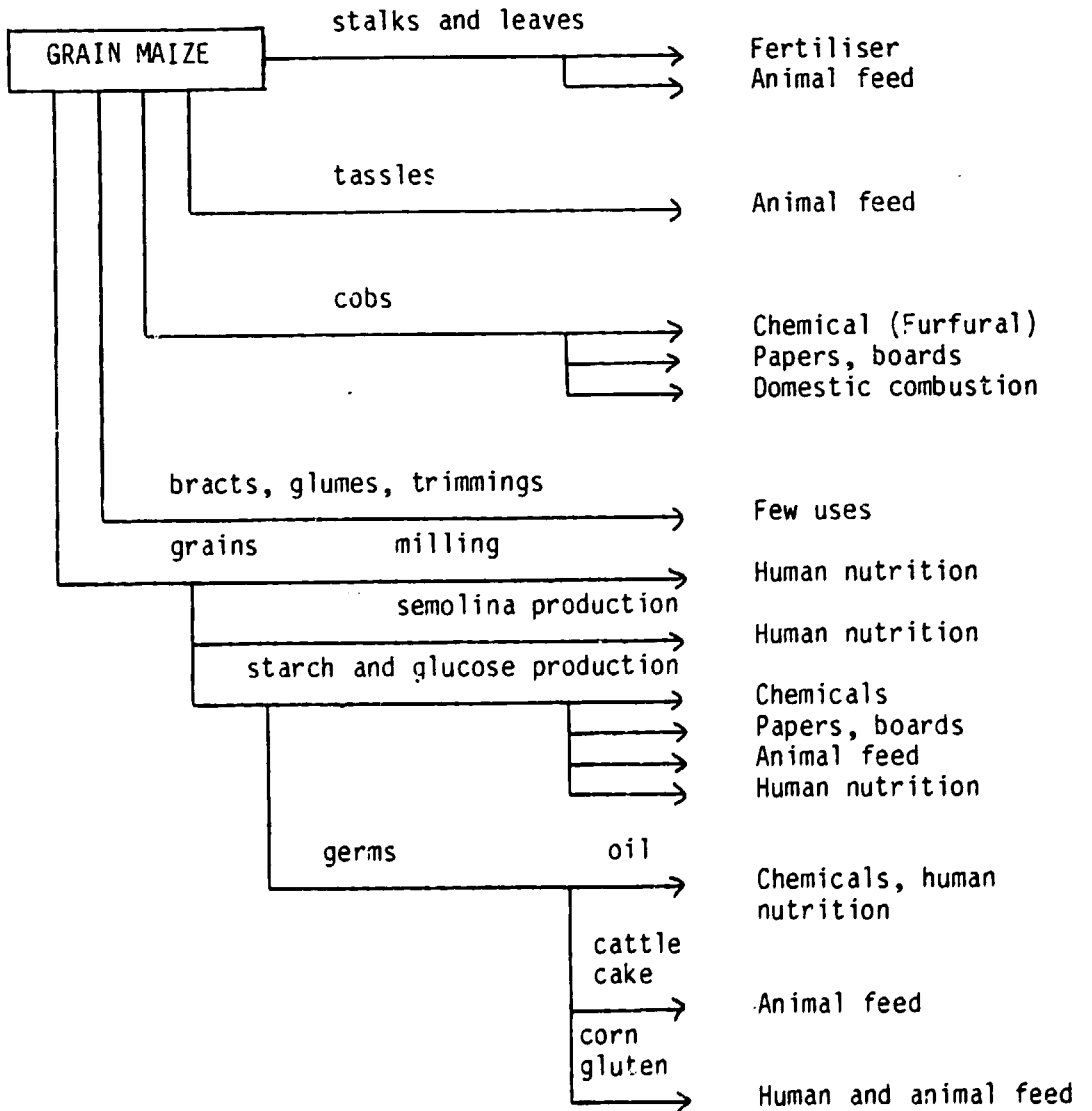 stalks and leaves
GRAIN MAIZE
Fertiliser
Animal feed
tassles
Animal feed
cobs
Chemical (Furfural)
Papers, boards
Domestic combustion
bracts, glumes, trimmings
Few uses
grains milling
Human nutrition
semolina production
Human nutrition
starch and glucose production
Chemicals
Papers, boards
Animal feed
Human nutrition
germs oil
Chemicals, human
nutrition
cattle
cake
Animal feed
corn
gluten
Human and animal feed